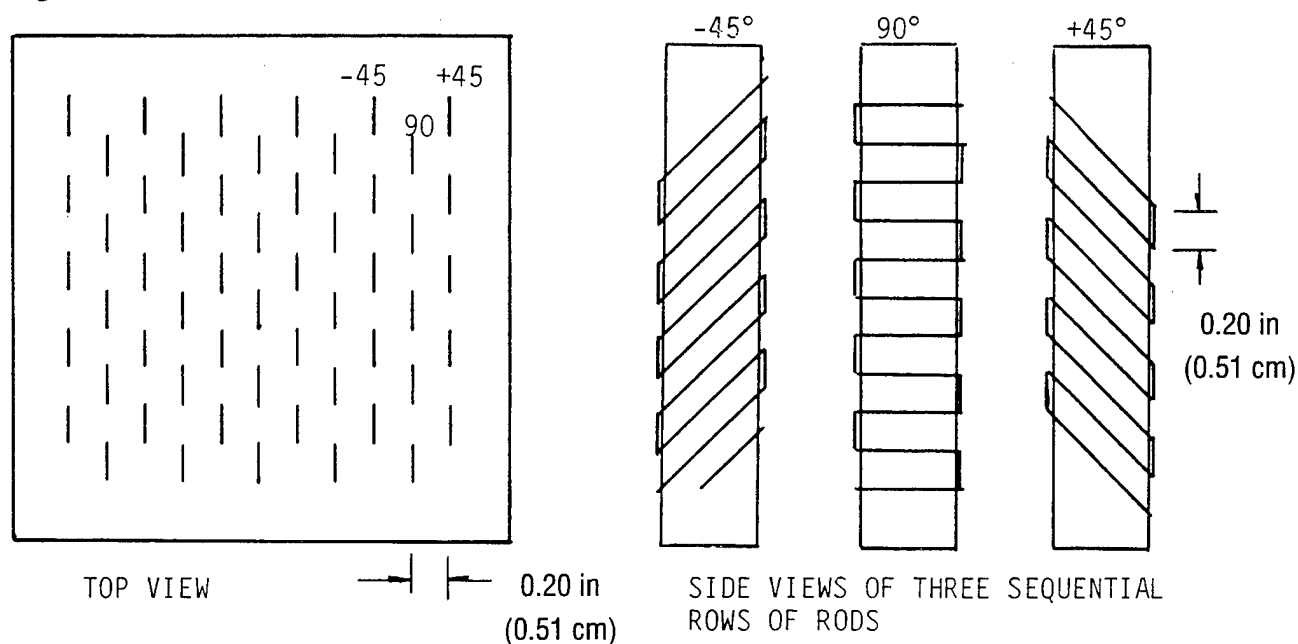 -45
+45
90
TOP VIEW
0.20 in
(0.51 cm)
-45°
90°
+45°
0.20 in
(0.51 cm)
SIDE VIEWS OF THREE SEQUENTIAL
ROWS OF RODS